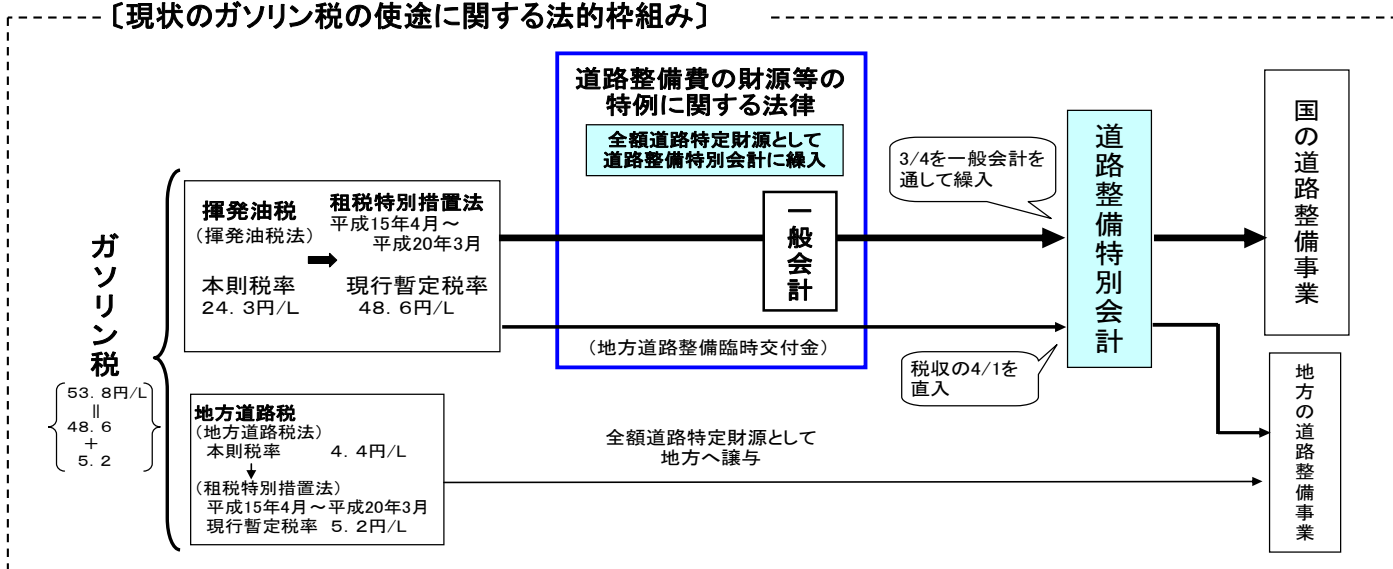 〔現状のガソリン税の使途に関する法的枠組み〕
道路整備費の財源等の
特例に関する法律
全額道路特定財源として
道路整備特別会計に繰入
ガソリン税
53．8円/L
＝
48．6
＋
5．2
揮発油税
（揮発油税法）
本則税率
24．3円/L
租税特別措置法
平成15年4月～
平成20年3月
現行暫定税率
48．6円/L
一般会計
3/4を一般会計を
通して繰入
（地方道路整備臨時交付金）
税収の4/1を
直入
道路整備特別会計
国の道路整備事業
地方道路税
（地方道路税法）
本則税率 4．4円/L
（租税特別措置法）
平成15年4月～平成20年3月
現行暫定税率 5．2円/L
全額道路特定財源として
地方へ譲与
地方の道路整備事業